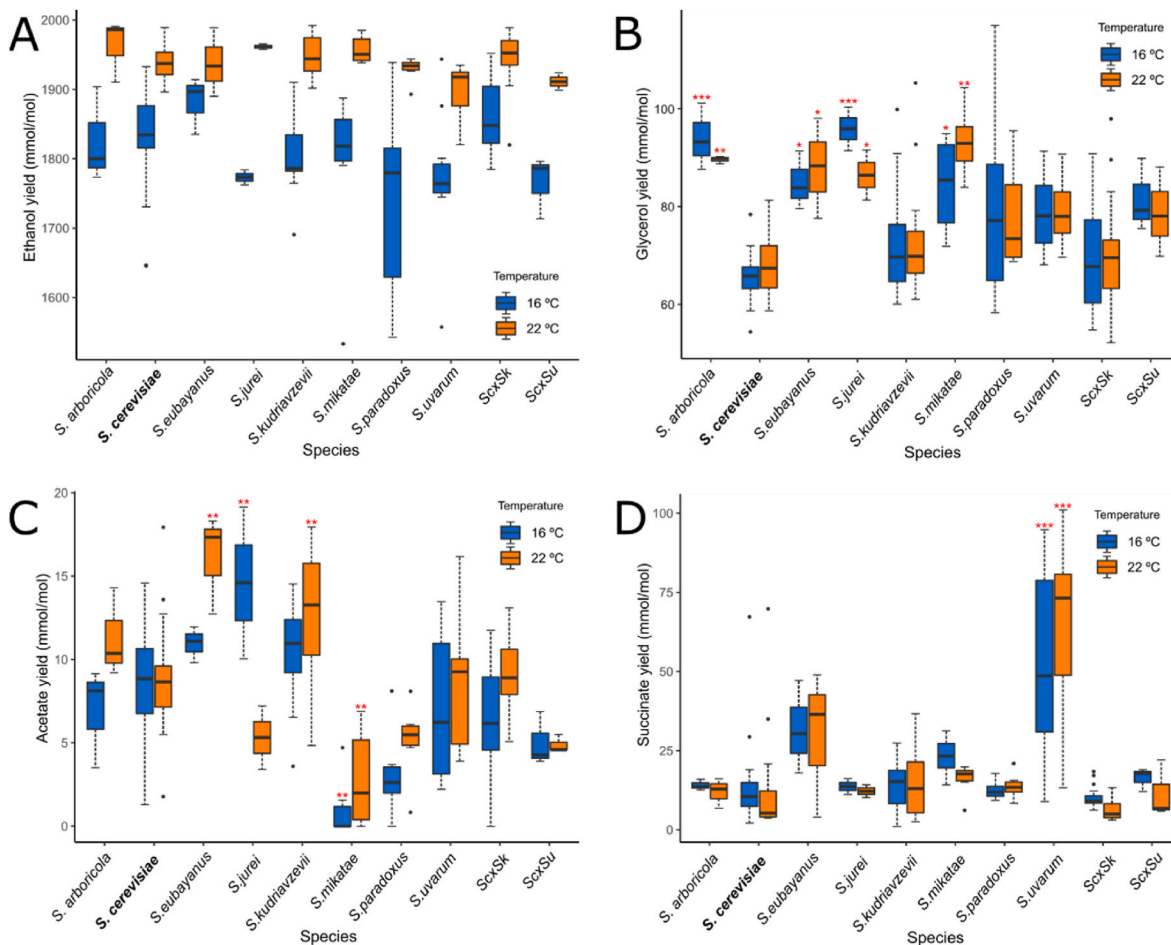 A
Ethanol yield (mmol/mol)
2000
1900
1800
1700
1600
Temperature
16 ºC
22 ºC
S. arboricola
S. cerevisiae
S.eubayanus
S.jurei
S.kudriavzevii
S.mikatae
S.paradoxus
S.uvarum
ScxSk
ScxSu
Species
B
Glycerol yield (mmol/mol)
100
80
60
Temperature
16 ºC
22 ºC
***
**
*
*
***
*
*
**
S. arboricola
S. cerevisiae
S.eubayanus
S.jurei
S.kudriavzevii
S.mikatae
S.paradoxus
S.uvarum
ScxSk
ScxSu
Species
C
Acetate yield (mmol/mol)
20
15
10
5
0
Temperature
16 ºC
22 ºC
**
**
**
**
**
S. arboricola
S. cerevisiae
S.eubayanus
S.jurei
S.kudriavzevii
S.mikatae
S.paradoxus
S.uvarum
ScxSk
ScxSu
Species
D
Succinate yield (mmol/mol)
100
75
50
25
0
Temperature
16 ºC
22 ºC
***
***
S. arboricola
S. cerevisiae
S.eubayanus
S.jurei
S.kudriavzevii
S.mikatae
S.paradoxus
S.uvarum
ScxSk
ScxSu
Species